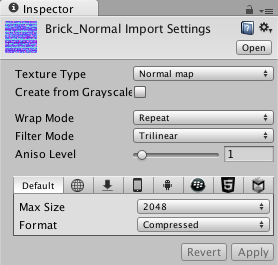 Inspector
Brick_Normal Import Settings
Open
Texture Type Normal map
Create from Grayscale
Wrap Mode Repeat
Filter Mode Trilinear
Aniso Level 1
Default
Max Size 2048
Format Compressed
Revert Apply